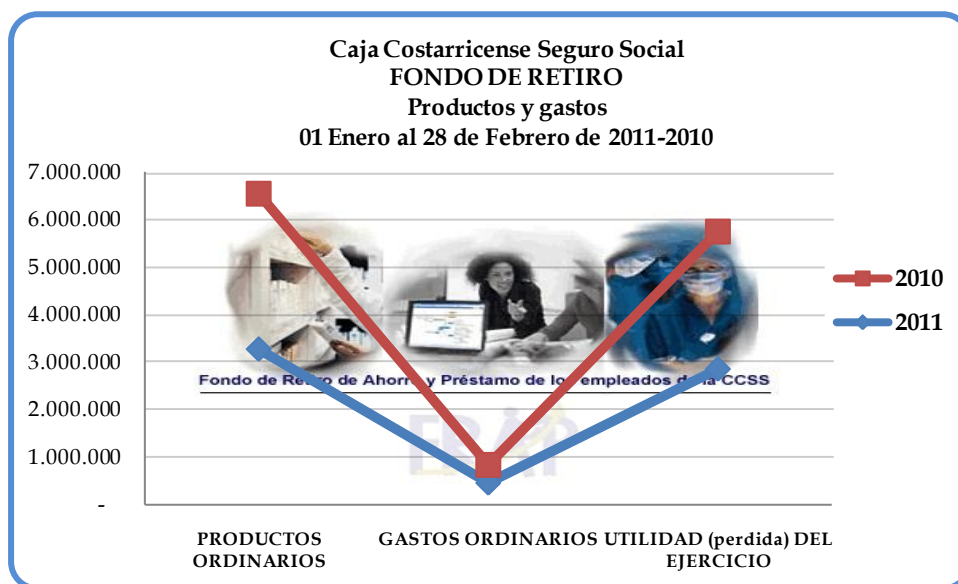 Caja Costarricense Seguro Social
FONDO DE RETIRO
Productos y gastos
01 Enero al 28 de Febrero de 2011-2010
7.000.000
6.000.000
5.000.000
4.000.000
3.000.000
2.000.000
1.000.000
-
2010
2011
Fondo de Retiro de Ahorro y Préstamo de los empleados de la CCSS
FRAP
PRODUCTOS ORDINARIOS
GASTOS ORDINARIOS
UTILIDAD (perdida) DEL EJERCICIO